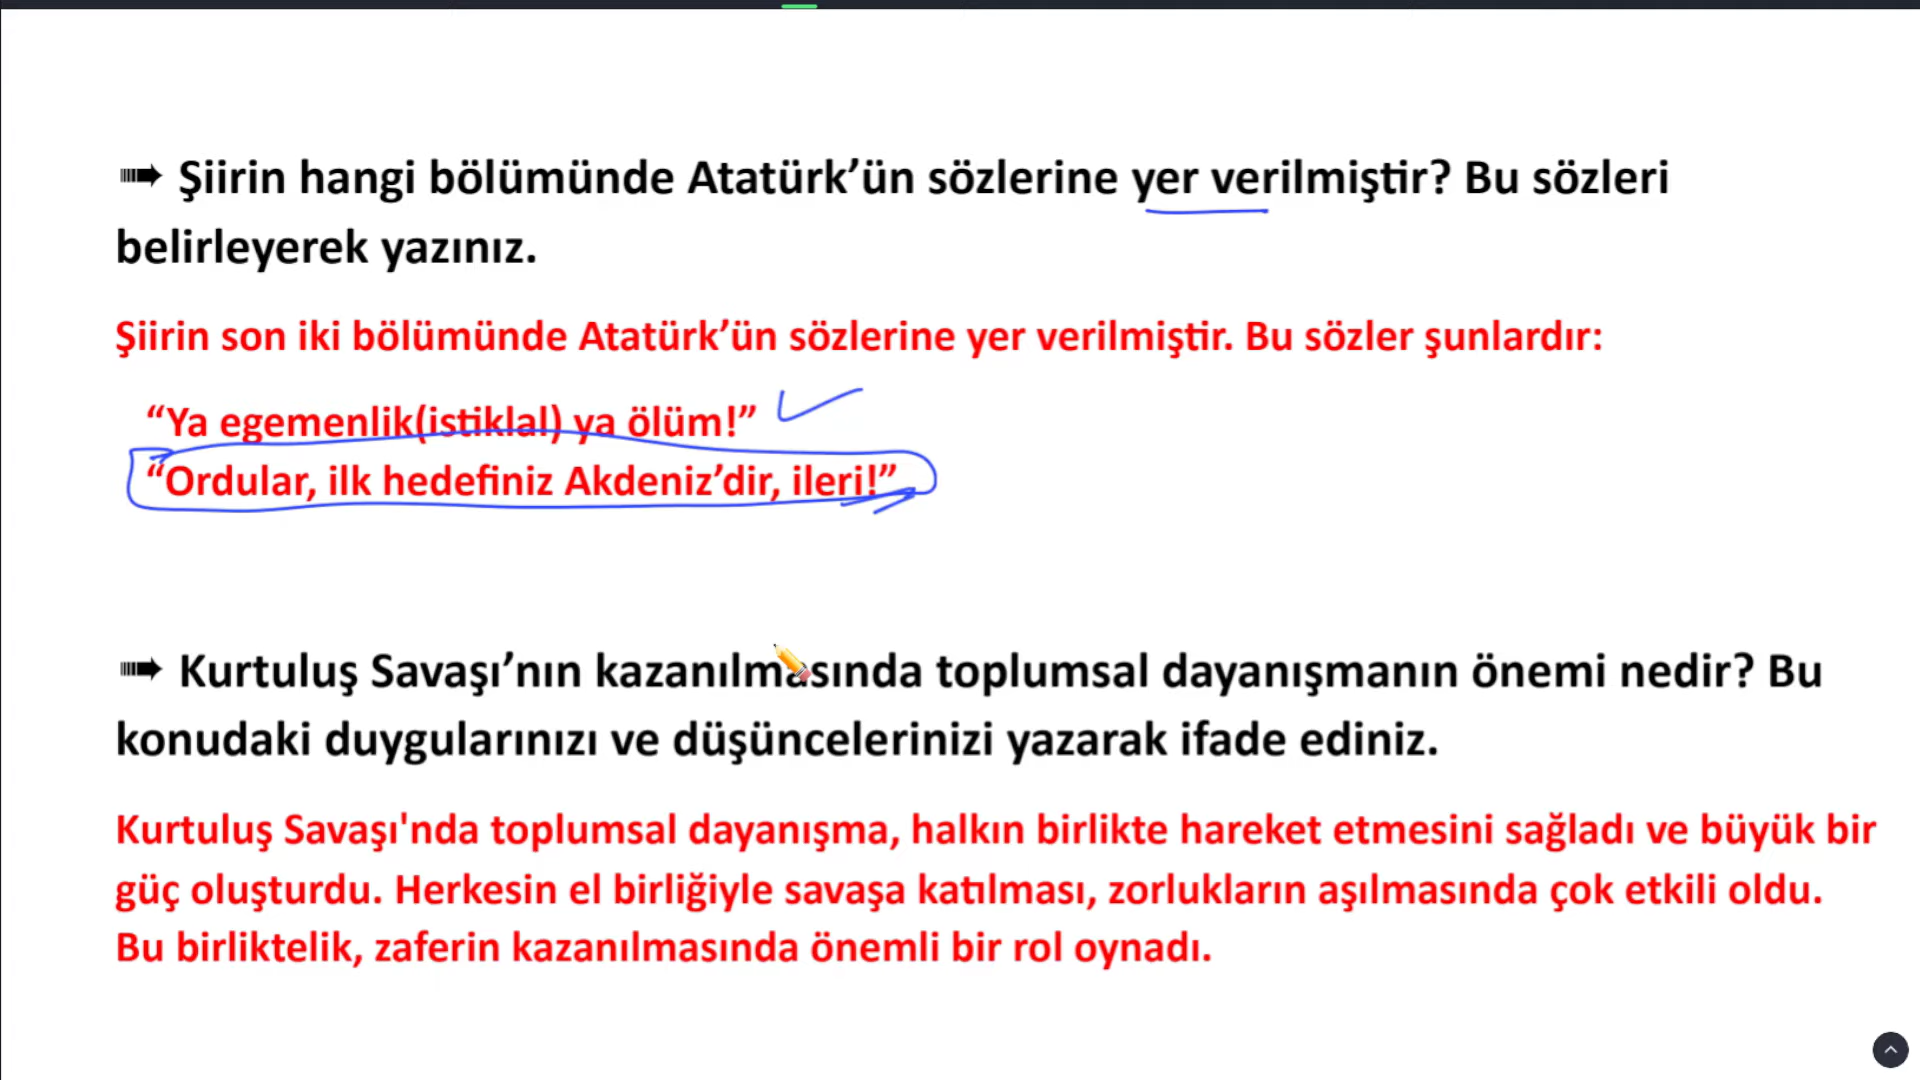 ➠ Şiirin hangi bölümünde Atatürk’ün sözlerine yer verilmiştir? Bu sözleri
belirleyerek yazınız.
Şiirin son iki bölümünde Atatürk’ün sözlerine yer verilmiştir. Bu sözler şunlardır:
“Ya egemenlik(istiklal) ya ölüm!”
“Ordular, ilk hedefiniz Akdeniz’dir, ileri!”
➠ Kurtuluş Savaşı’nın kazanılmasında toplumsal dayanışmanın önemi nedir? Bu
konudaki duygularınızı ve düşüncelerinizi yazarak ifade ediniz.
Kurtuluş Savaşı'nda toplumsal dayanışma, halkın birlikte hareket etmesini sağladı ve büyük bir
güç oluşturdu. Herkesin el birliğiyle savaşa katılması, zorlukların aşılmasında çok etkili oldu.
Bu birliktelik, zaferin kazanılmasında önemli bir rol oynadı.